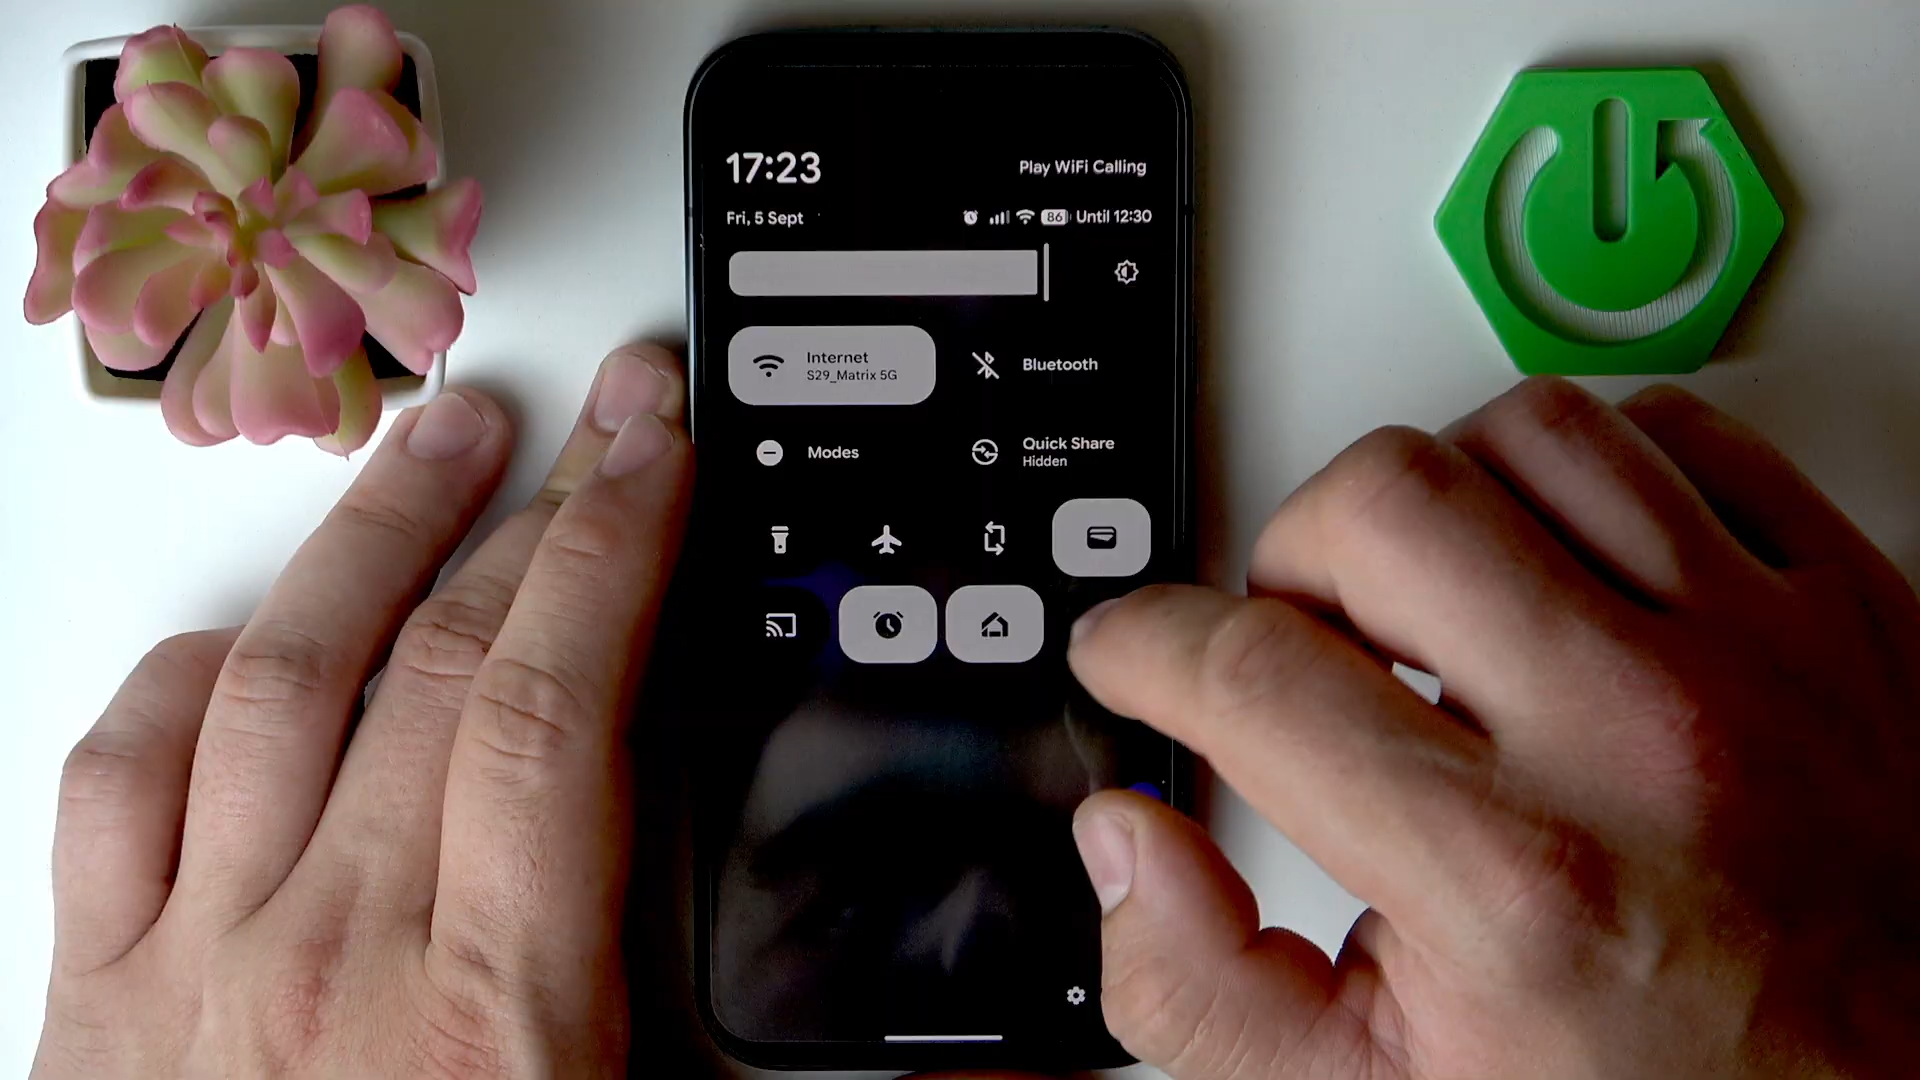 17:23
Play WiFi Calling
Fri, 5 Sept
86 Until 12:30
Internet
S29_Matrix 5G
Bluetooth
Modes
Quick Share
Hidden